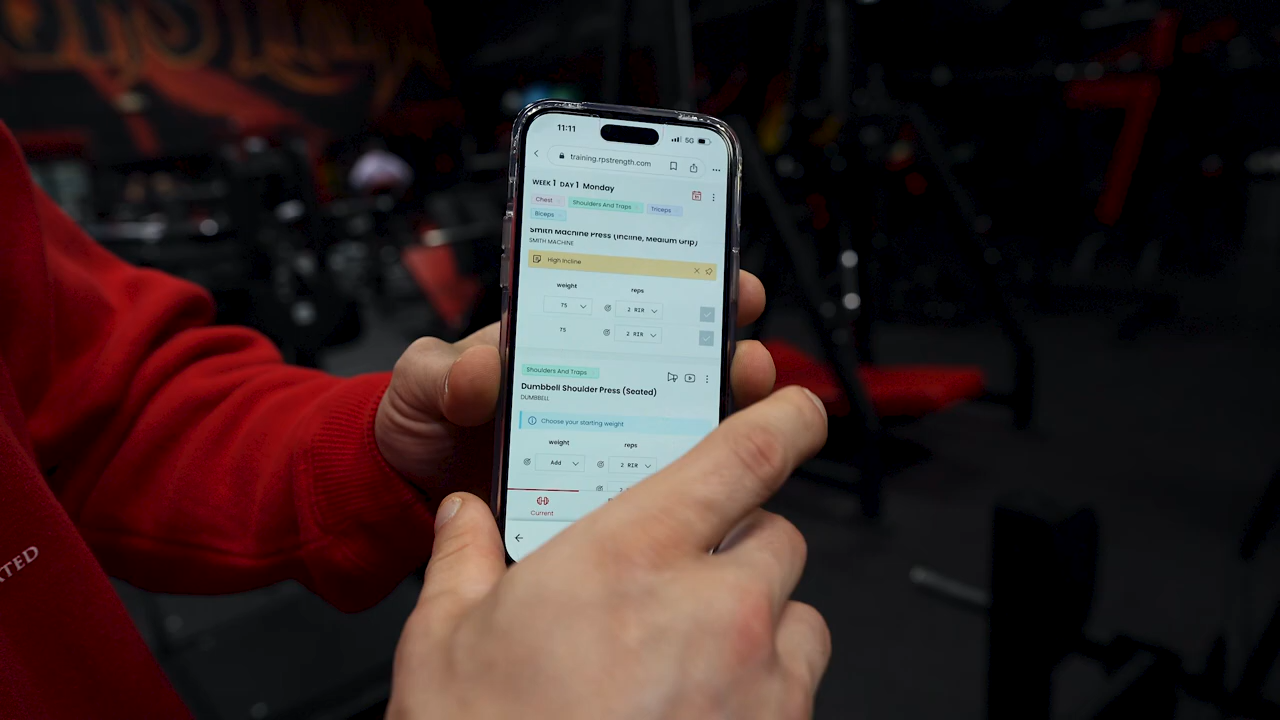 11:11
5G
training.rpstrength.com
WEEK 1 DAY 1 Monday
Chest
Shoulders And Traps
Triceps
Biceps
Smith Machine Press (Incline, Medium Grip)
SMITH MACHINE
High Incline
weight reps
75 2 RIR
75 2 RIR
Shoulders And Traps
Dumbbell Shoulder Press (Seated)
DUMBBELL
Choose your starting weight
weight reps
Add 2 RIR
Current